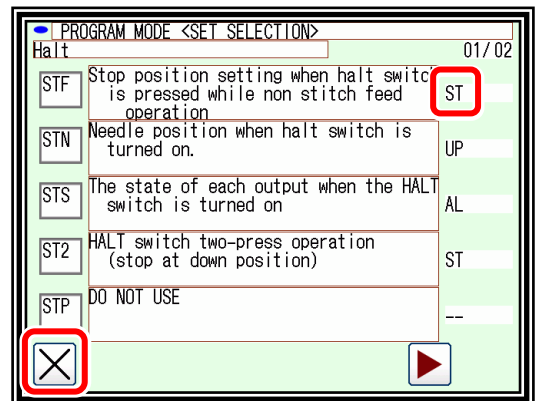 PROGRAM MODE <SET SELECTION>
Halt 01/02
STF Stop position setting when halt switc
is pressed while non stitch feed ST
operation
STN Needle position when halt switch is
turned on. UP
STS The state of each output when the HALT
switch is turned on AL
ST2 HALT switch two-press operation
(stop at down position) ST
STP DO NOT USE
--